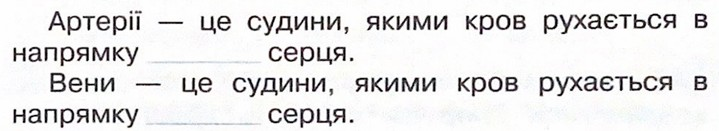 Артерії — це судини, якими кров рухається в
напрямку ________ серця.
Вени — це судини, якими кров рухається в
напрямку ________ серця.